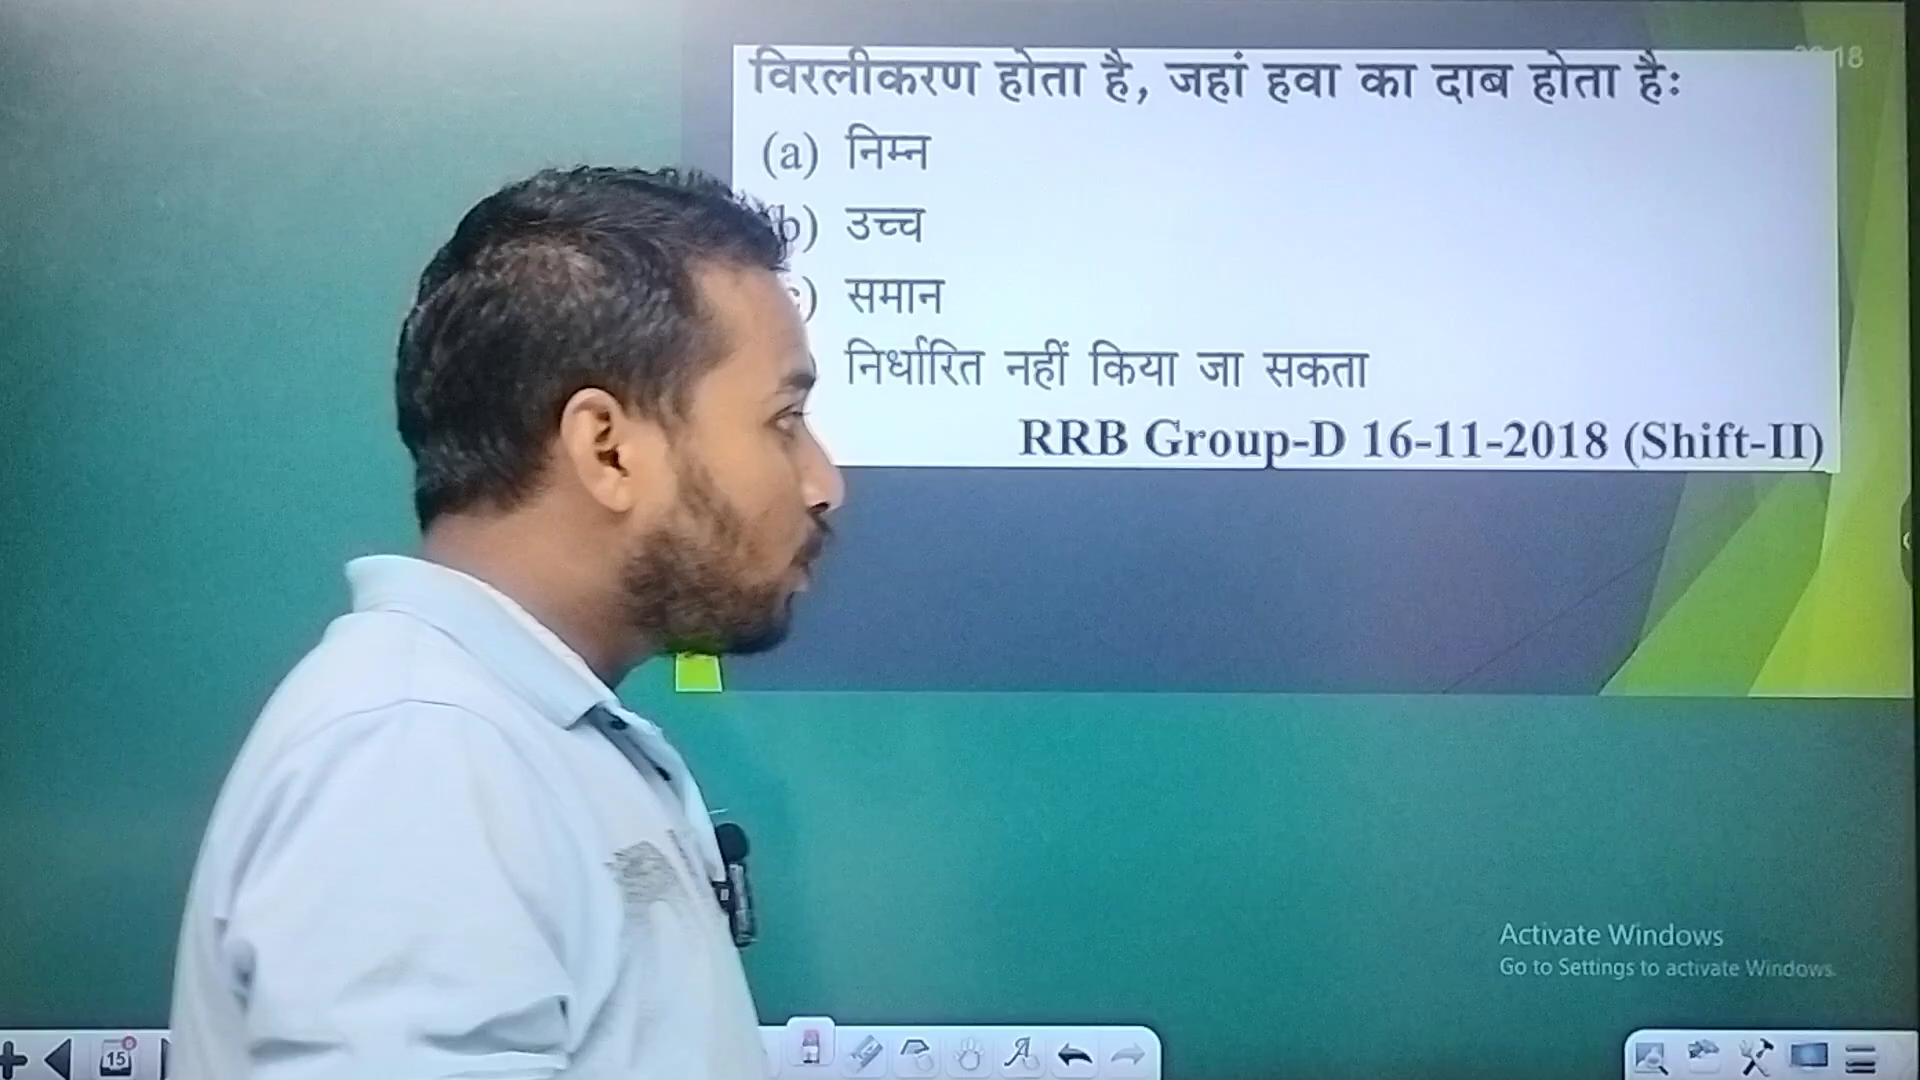 विरलीकरण होता है, जहां हवा का दाब होता है:
(a) निम्न
b) उच्च
) समान
निर्धारित नहीं किया जा सकता
RRB Group-D 16-11-2018 (Shift-II)
Activate Windows
Go to Settings to activate Windows.
15